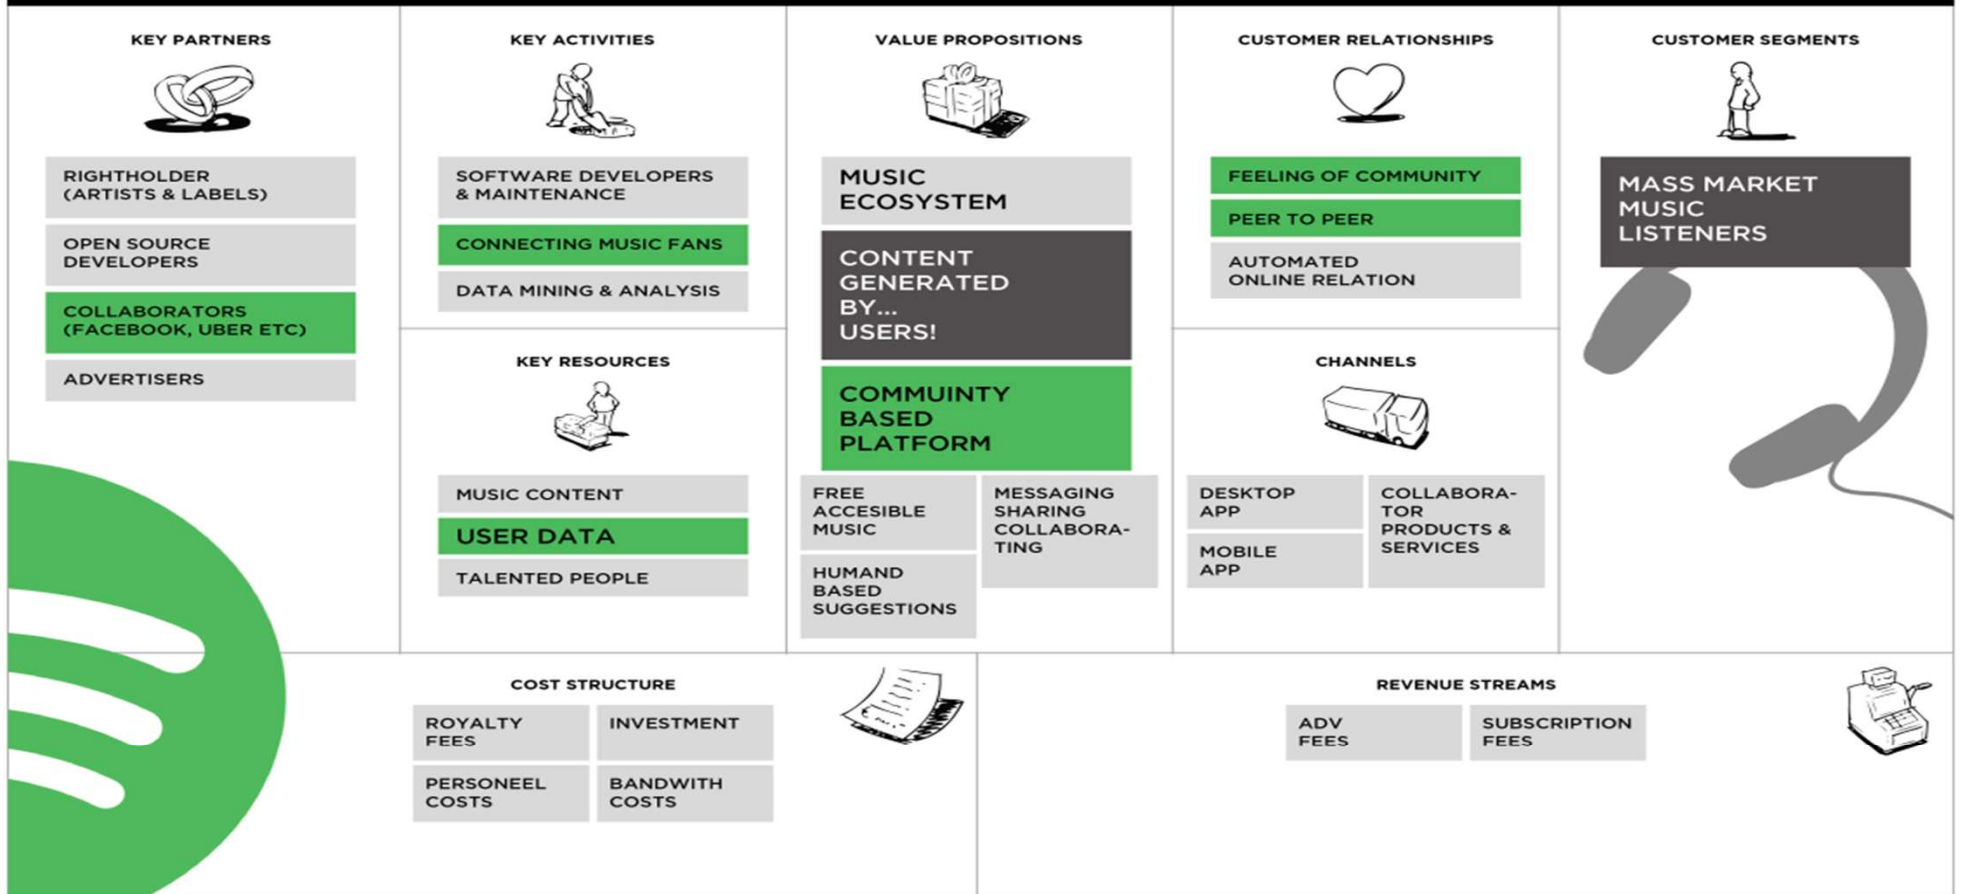 KEY PARTNERS
RIGHTHOLDER
(ARTISTS & LABELS)
OPEN SOURCE
DEVELOPERS
COLLABORATORS
(FACEBOOK, UBER ETC)
ADVERTISERS
KEY ACTIVITIES
SOFTWARE DEVELOPERS
& MAINTENANCE
CONNECTING MUSIC FANS
DATA MINING & ANALYSIS
KEY RESOURCES
MUSIC CONTENT
USER DATA
TALENTED PEOPLE
VALUE PROPOSITIONS
MUSIC
ECOSYSTEM
CONTENT
GENERATED
BY...
USERS!
COMMUINTY
BASED
PLATFORM
FREE
ACCESIBLE
MUSIC
HUMAND
BASED
SUGGESTIONS
MESSAGING
SHARING
COLLABORA-
TING
CUSTOMER RELATIONSHIPS
FEELING OF COMMUNITY
PEER TO PEER
AUTOMATED
ONLINE RELATION
CHANNELS
DESKTOP
APP
MOBILE
APP
COLLABORA-
TOR
PRODUCTS &
SERVICES
CUSTOMER SEGMENTS
MASS MARKET
MUSIC
LISTENERS
COST STRUCTURE
ROYALTY
FEES
INVESTMENT
PERSONEEL
COSTS
BANDWITH
COSTS
REVENUE STREAMS
ADV
FEES
SUBSCRIPTION
FEES